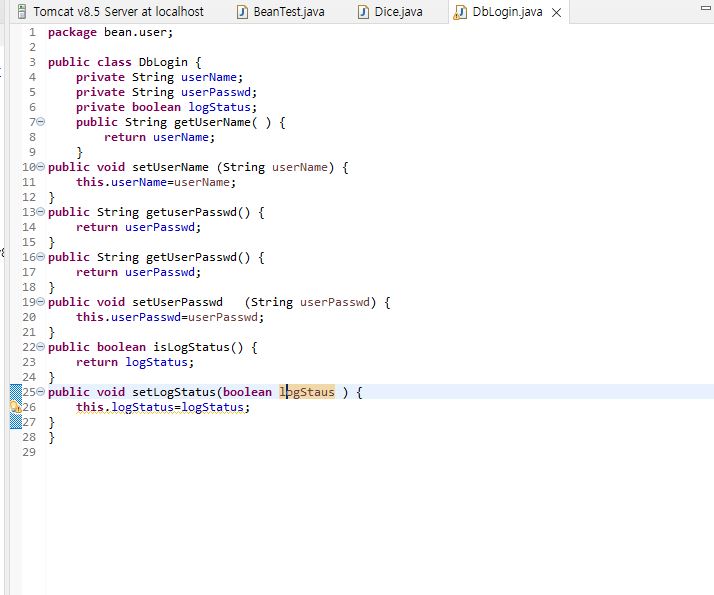 Tomcat v8.5 Server at localhost BeanTest.java Dice.java DbLogin.java
1 package bean.user;
2
3 public class DbLogin {
4 private String userName;
5 private String userPasswd;
6 private boolean logStatus;
7 public String getUserName( ) {
8 return userName;
9 }
10 public void setUserName (String userName) {
11 this.userName=userName;
12 }
13 public String getuserPasswd() {
14 return userPasswd;
15 }
16 public String getUserPasswd() {
17 return userPasswd;
18 }
19 public void setUserPasswd (String userPasswd) {
20 this.userPasswd=userPasswd;
21 }
22 public boolean isLogStatus() {
23 return logStatus;
24 }
25 public void setLogStatus(boolean logStaus ) {
26 this.logStatus=logStatus;
27 }
28 }
29